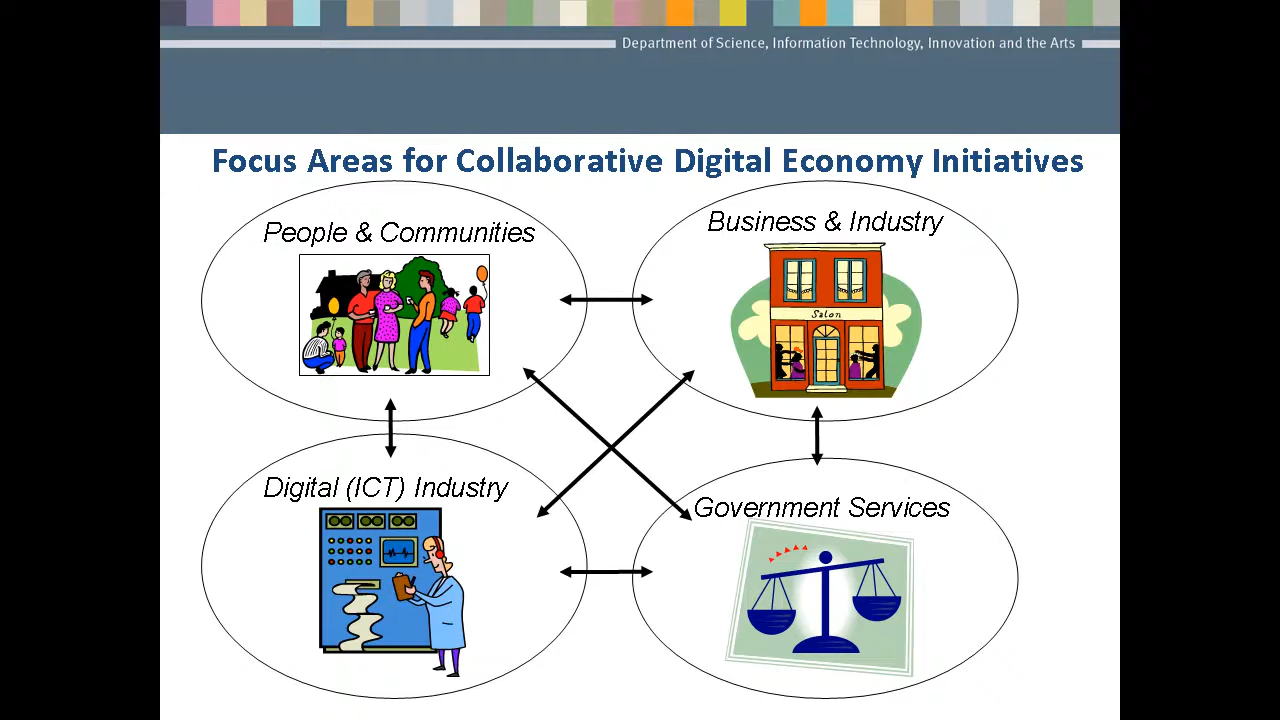 Department of Science, Information Technology, Innovation and the Arts
Focus Areas for Collaborative Digital Economy Initiatives
People & Communities
Business & Industry
Salon
Digital (ICT) Industry
Government Services